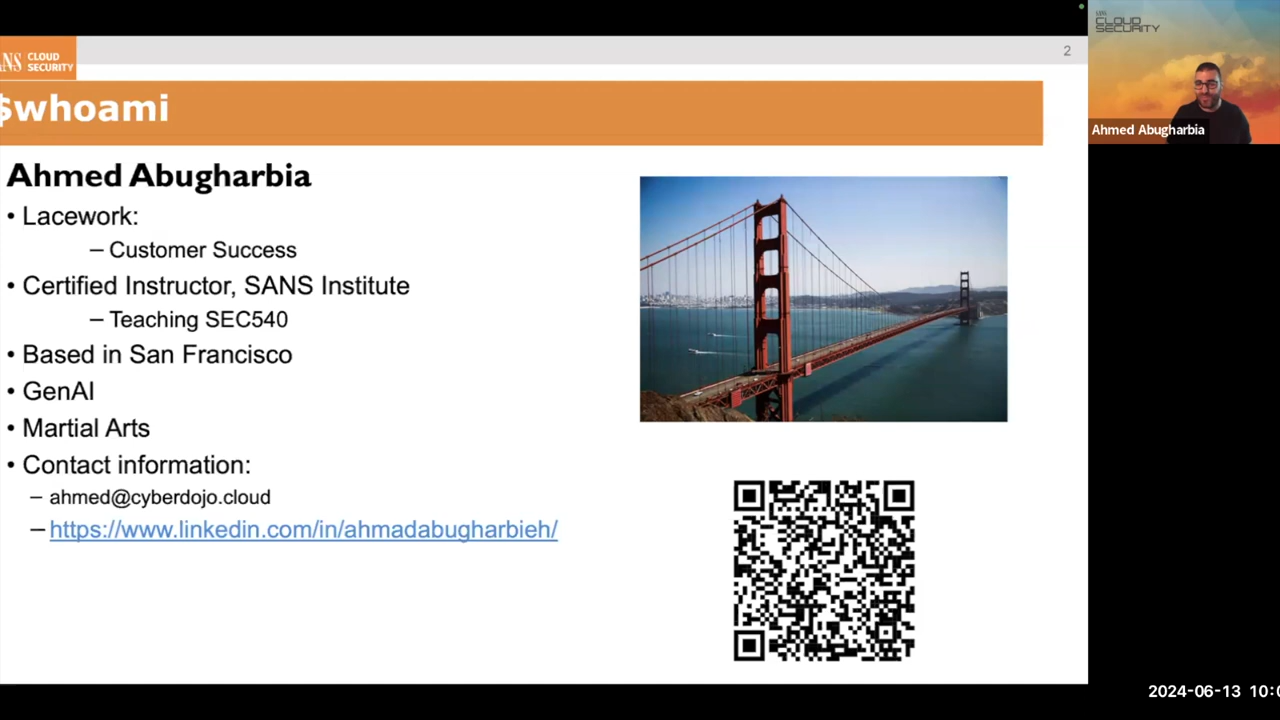 CLOUD
SECURITY
2
$whoami
Ahmed Abugharbia
• Lacework:
– Customer Success
• Certified Instructor, SANS Institute
– Teaching SEC540
• Based in San Francisco
• GenAI
• Martial Arts
• Contact information:
– ahmed@cyberdojo.cloud
– https://www.linkedin.com/in/ahmadabugharbieh/
CLOUD
SECURITY
Ahmed Abugharbia
2024-06-13